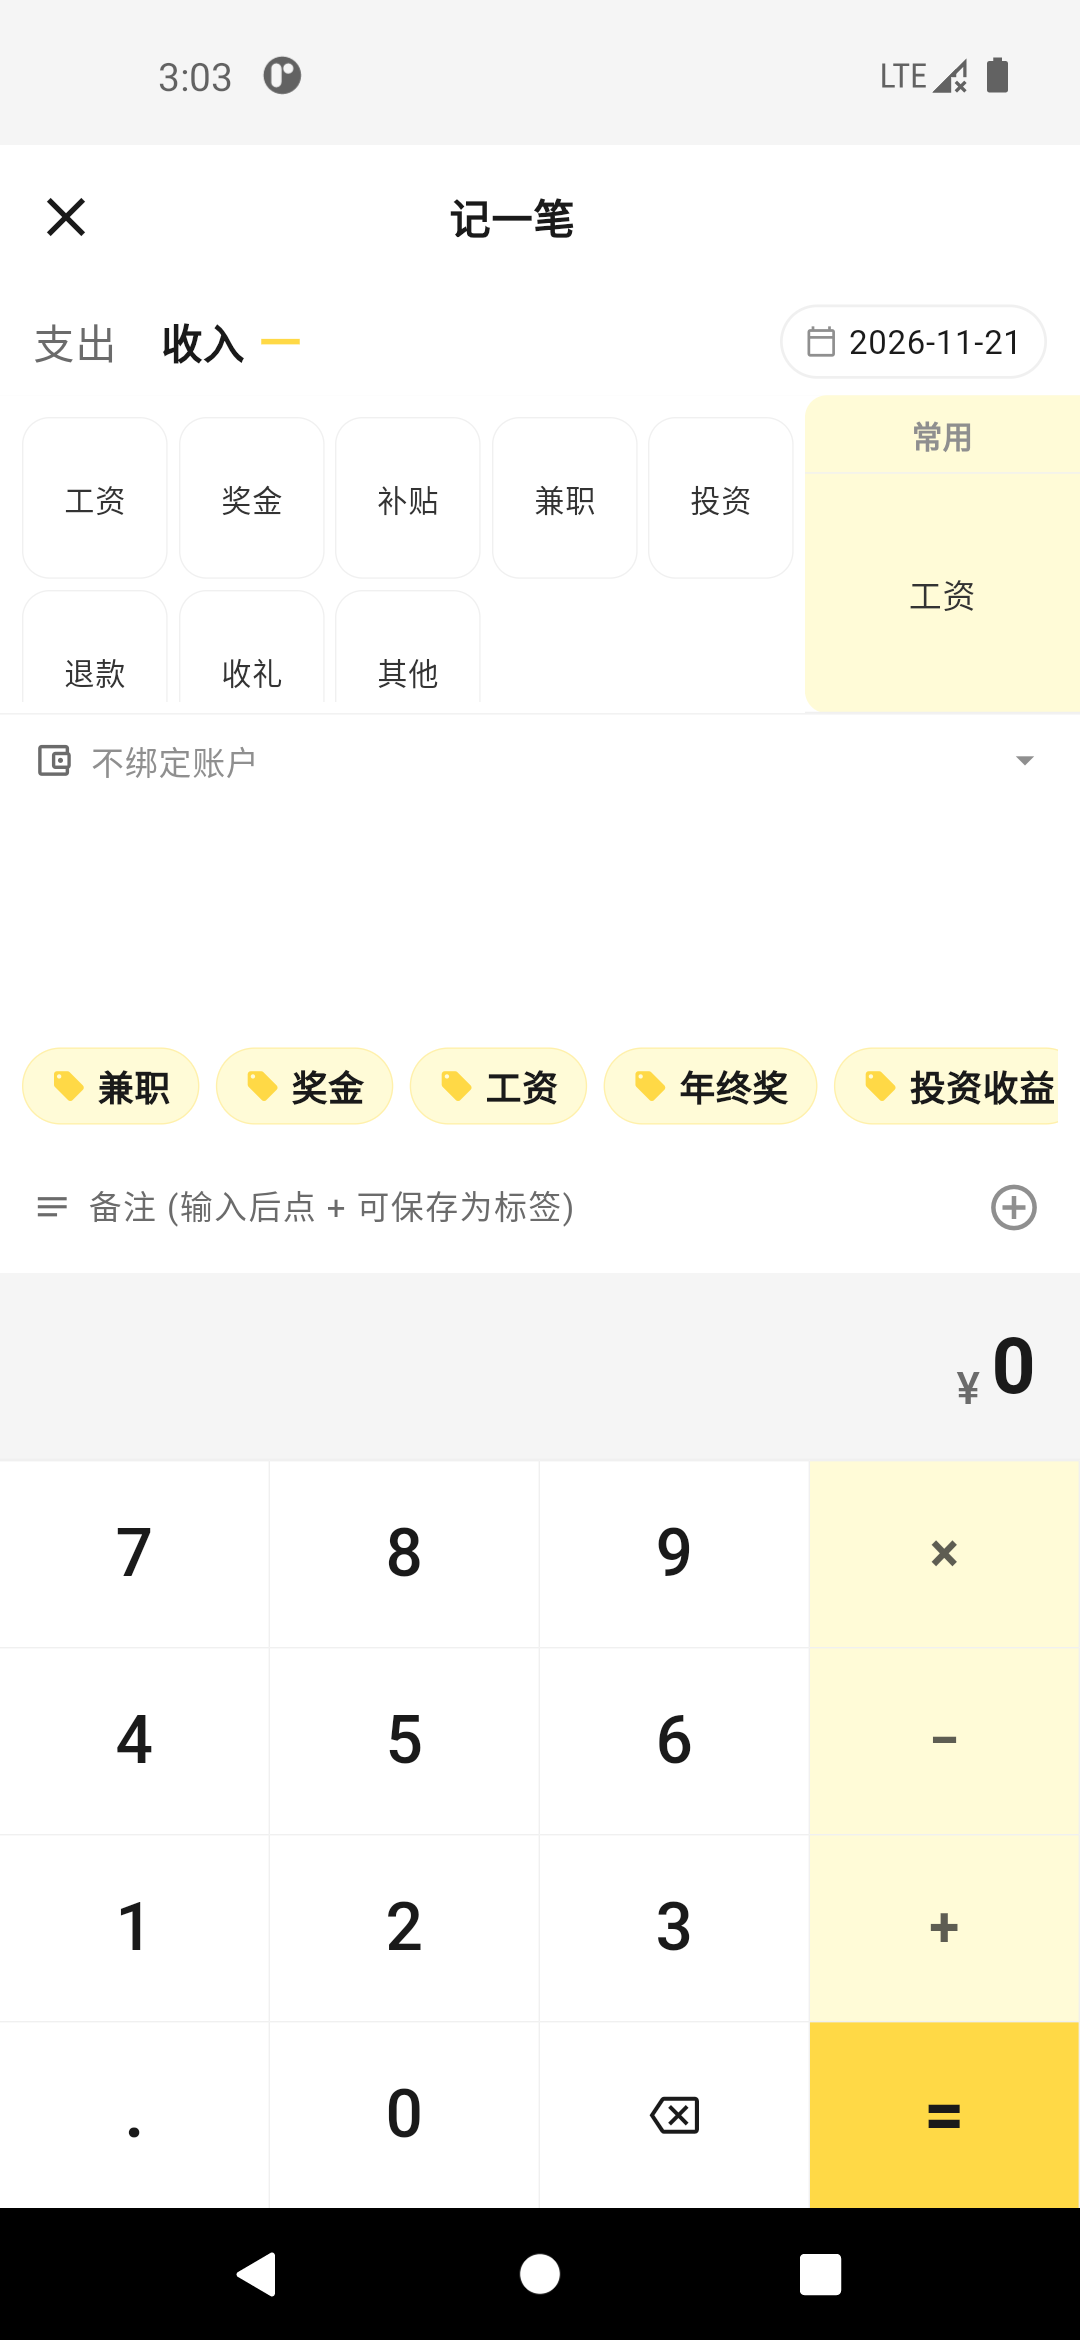 3:03 LTE
记一笔
支出 收入 2026-11-21
常用
工资 奖金 补贴 兼职 投资
工资
退款 收礼 其他
不绑定账户
兼职 奖金 工资 年终奖 投资收益
备注 (输入后点 + 可保存为标签)
¥ 0
7 8 9 ×
4 5 6 −
1 2 3 +
. 0 =